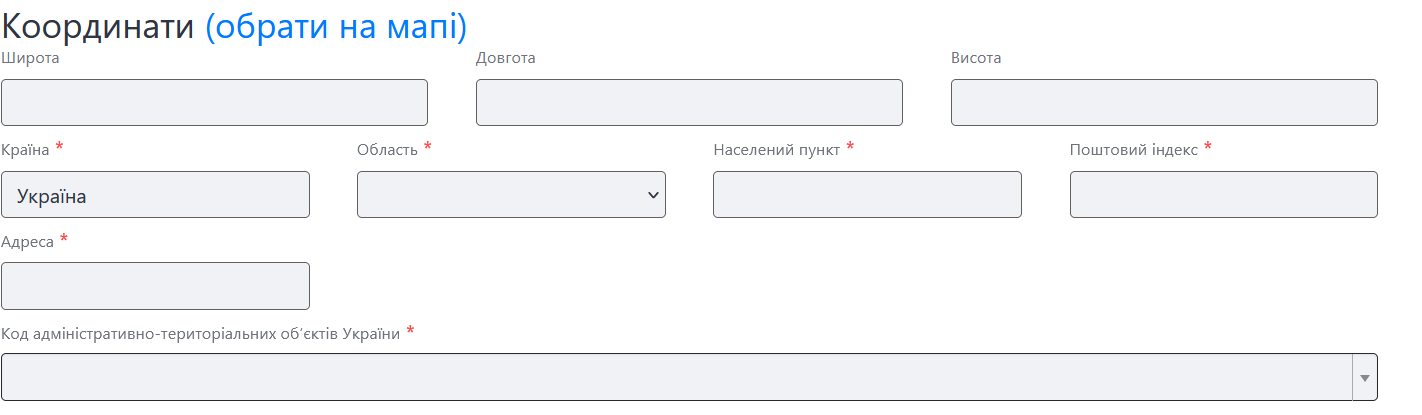 Координати (обрати на мапі)
Широта Довгота Висота
Країна * Область * Населений пункт * Поштовий індекс *
Україна
Адреса *
Код адміністративно-територіальних об‘єктів України *